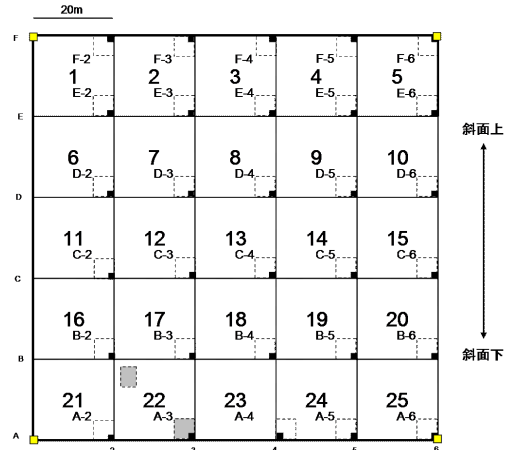 20m
F
F-2 F-3 F-4 F-5 F-6
1 2 3 4 5
E-2 E-3 E-4 E-5 E-6
E
斜面上
6 7 8 9 10
D-2 D-3 D-4 D-5 D-6
D
11 12 13 14 15
C-2 C-3 C-4 C-5 C-6
C
16 17 18 19 20
B-2 B-3 B-4 B-5 B-6
斜面下
B
21 22 23 24 25
A-2 A-3 A-4 A-5 A-6
A
2 3 4 5 6